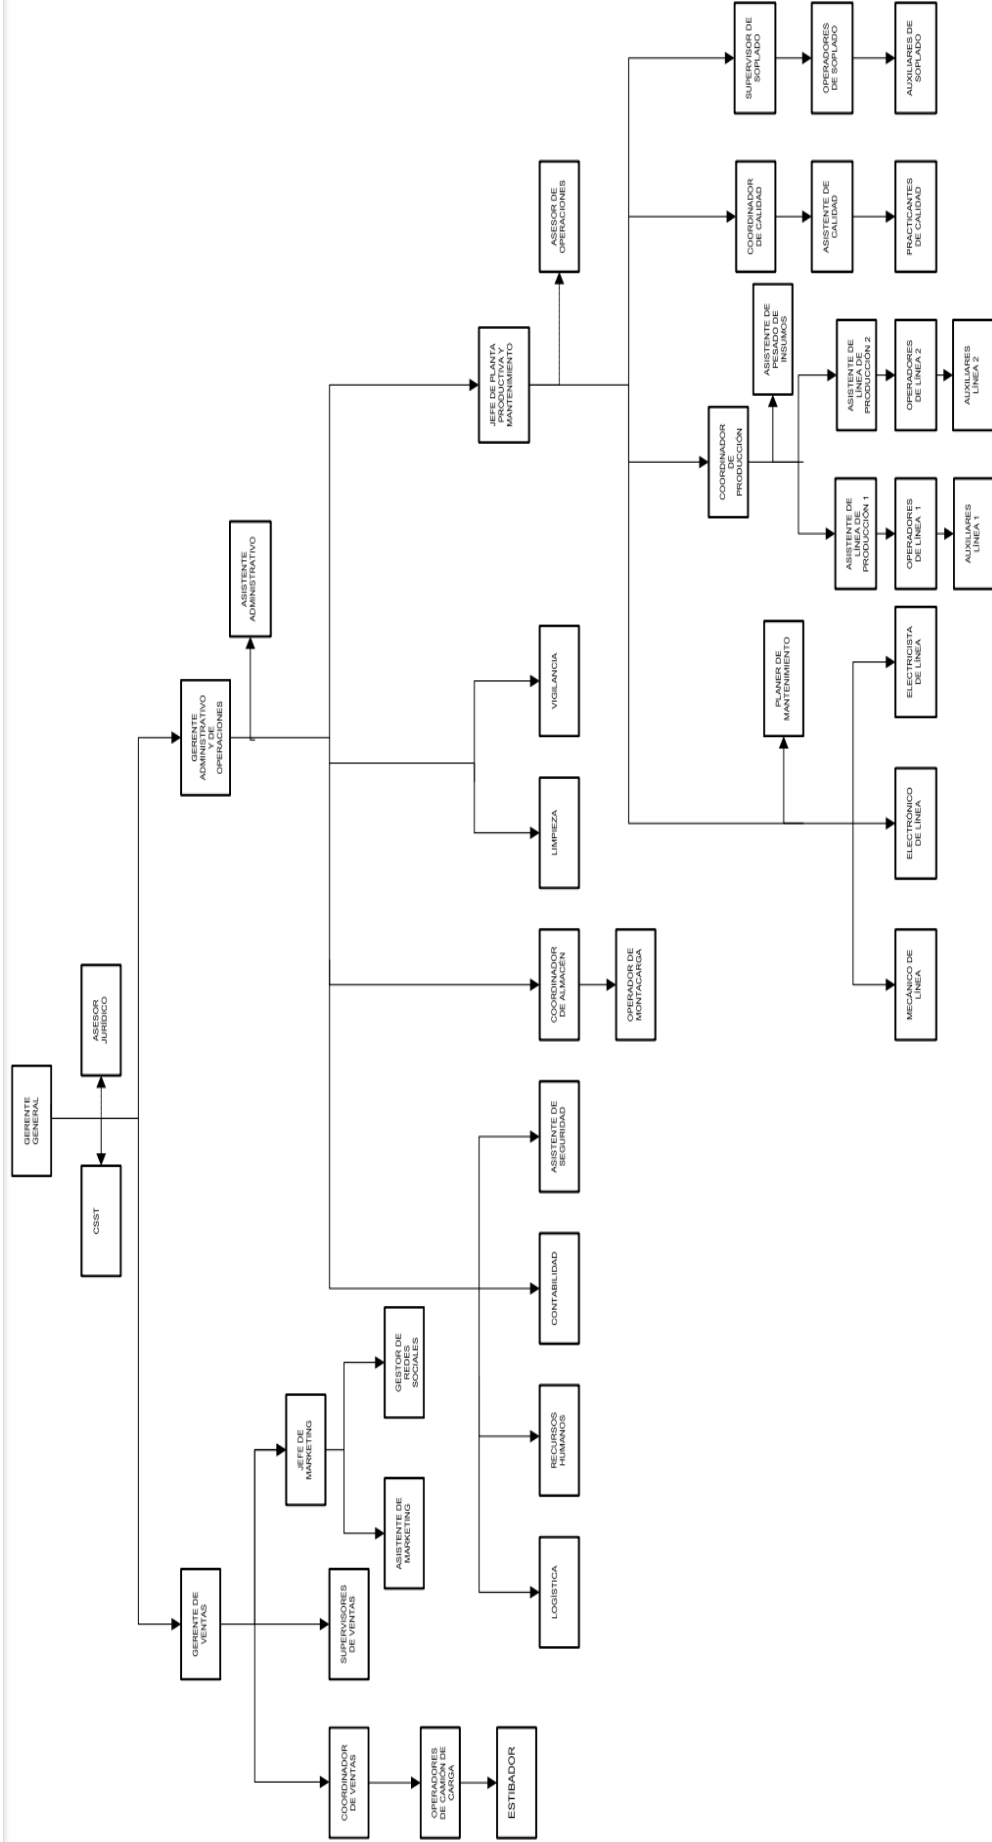 GERENTE
GENERAL
CSST
ASESOR
JURÍDICO
GERENTE DE
VENTAS
GERENTE
ADMINISTRATIVO
Y DE
OPERACIONES
ASISTENTE
ADMINISTRATIVO
COORDINADOR
DE VENTAS
SUPERVISORES
DE VENTAS
JEFE DE
MARKETING
ASISTENTE DE
MARKETING
GESTOR DE
REDES
SOCIALES
OPERADORES
DE CAMIÓN DE
CARGA
ESTIBADOR
LOGÍSTICA
RECURSOS
HUMANOS
CONTABILIDAD
ASISTENTE DE
SEGURIDAD
COORDINADOR
DE ALMACÉN
OPERADOR DE
MONTACARGA
LIMPIEZA
VIGILANCIA
JEFE DE PLANTA
PRODUCTIVA Y
MANTENIMIENTO
ASESOR DE
OPERACIONES
PLANER DE
MANTENIMIENTO
MECÁNICO DE
LÍNEA
ELECTRÓNICO
DE LÍNEA
ELECTRICISTA
DE LÍNEA
COORDINADOR
DE
PRODUCCIÓN
ASISTENTE DE
PESADO DE
INSUMOS
ASISTENTE DE
LÍNEA DE
PRODUCCIÓN 1
OPERADORES
DE LÍNEA 1
AUXILIARES
LÍNEA 1
ASISTENTE DE
LÍNEA DE
PRODUCCIÓN 2
OPERADORES
DE LÍNEA 2
AUXILIARES
LÍNEA 2
COORDINADOR
DE CALIDAD
ASISTENTE DE
CALIDAD
PRACTICANTES
DE CALIDAD
SUPERVISOR DE
SOPLADO
OPERADORES
DE SOPLADO
AUXILIARES DE
SOPLADO